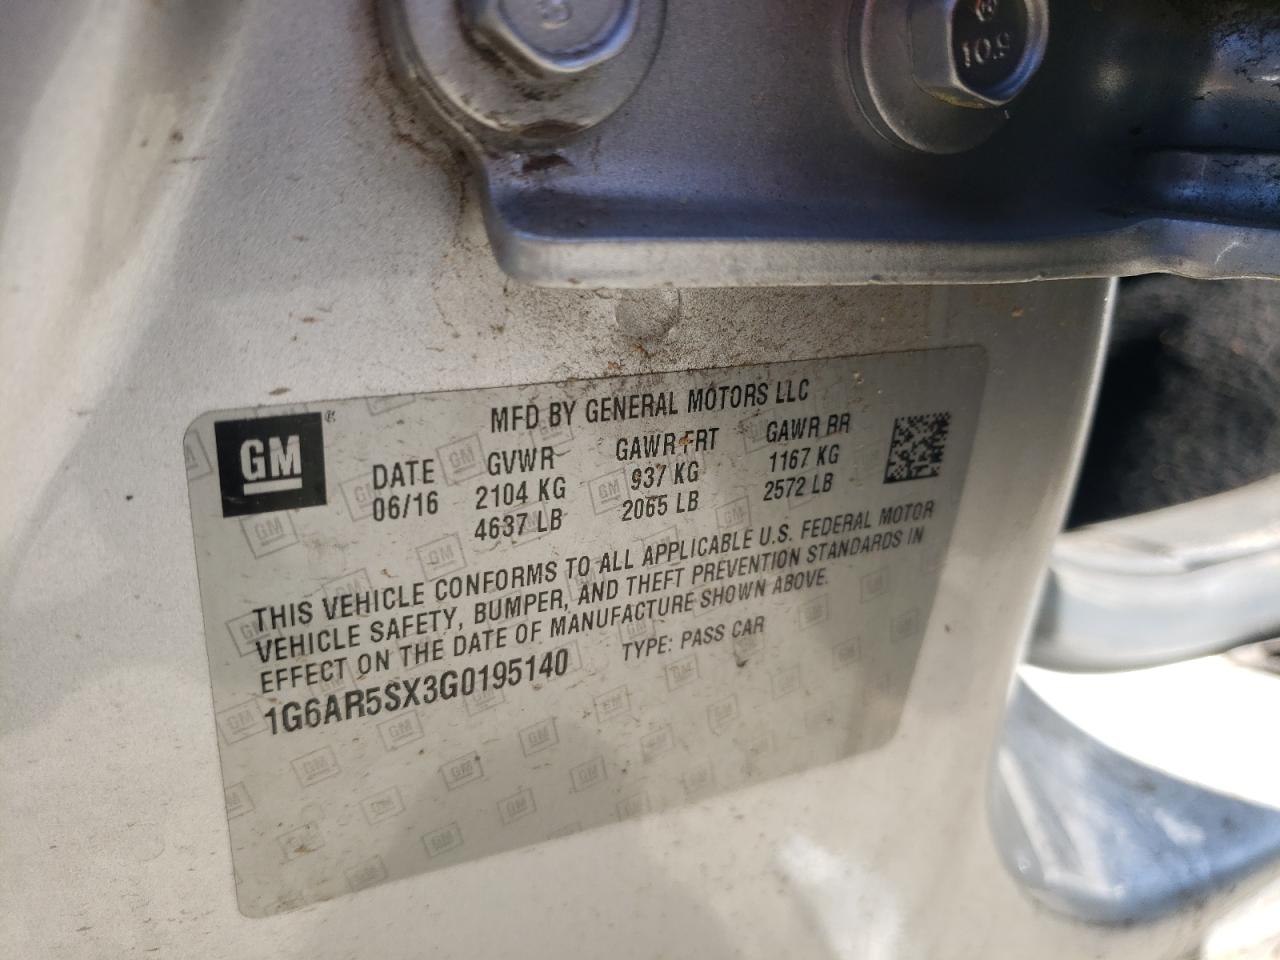 10.9
GM ®
MFD BY GENERAL MOTORS LLC
DATE GVWR GAWR FRT GAWR RR
06/16 2104 KG 937 KG 1167 KG
4637 LB 2065 LB 2572 LB
THIS VEHICLE CONFORMS TO ALL APPLICABLE U.S. FEDERAL MOTOR
VEHICLE SAFETY, BUMPER, AND THEFT PREVENTION STANDARDS IN
EFFECT ON THE DATE OF MANUFACTURE SHOWN ABOVE.
1G6AR5SX3G0195140 TYPE: PASS CAR